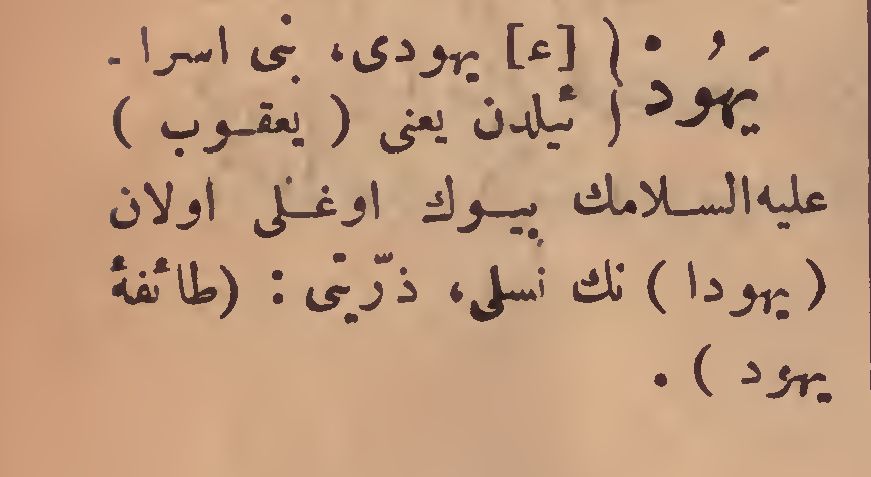 يَهُود : ( [ع] يهودى، بنى اسرا -
( ئيلدن يعنى ( يعقوب )
عليه‌السلامك بيوك اوغلى اولان
( يهودا ) نك نسلى، ذرّيتى : (طائفهٔ
يهود ) .